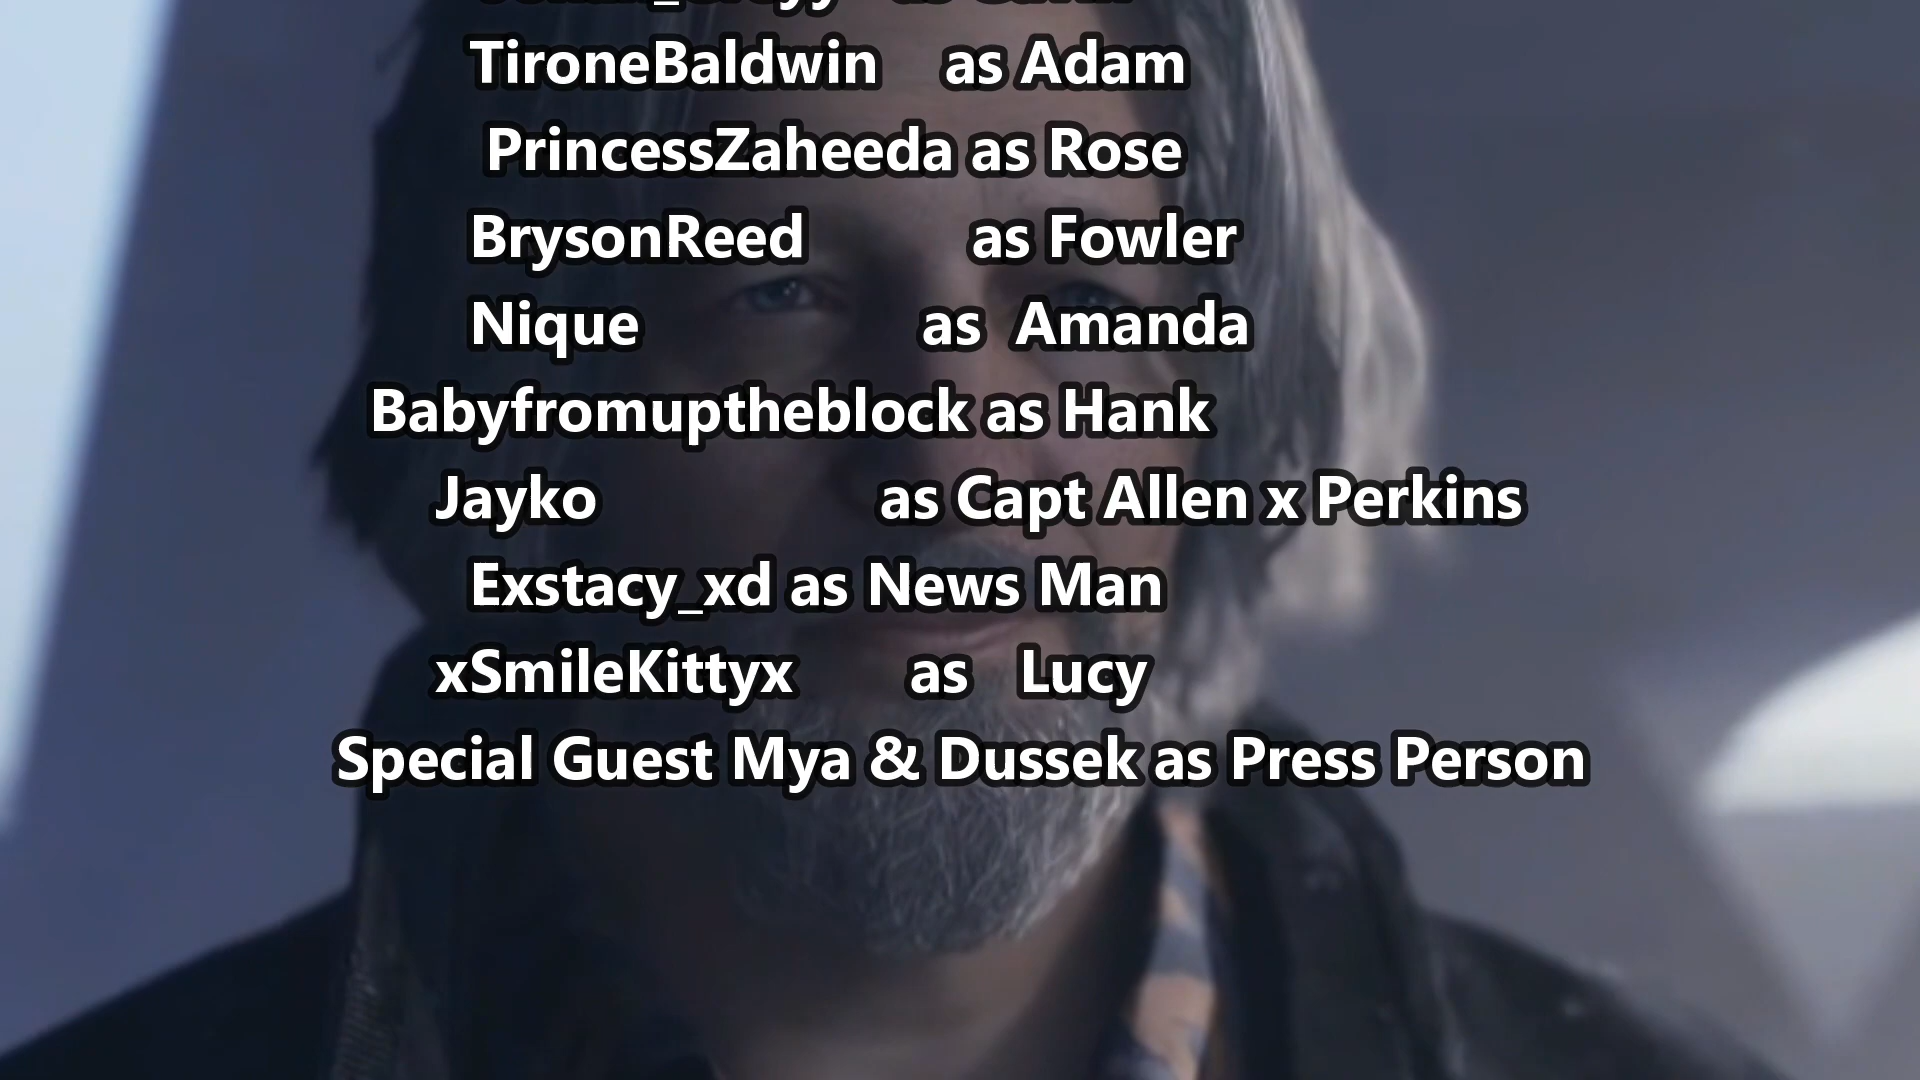 TironeBaldwin as Adam
PrincessZaheeda as Rose
BrysonReed as Fowler
Nique as Amanda
Babyfromuptheblock as Hank
Jayko as Capt Allen x Perkins
Exstacy_xd as News Man
xSmileKittyx as Lucy
Special Guest Mya & Dussek as Press Person